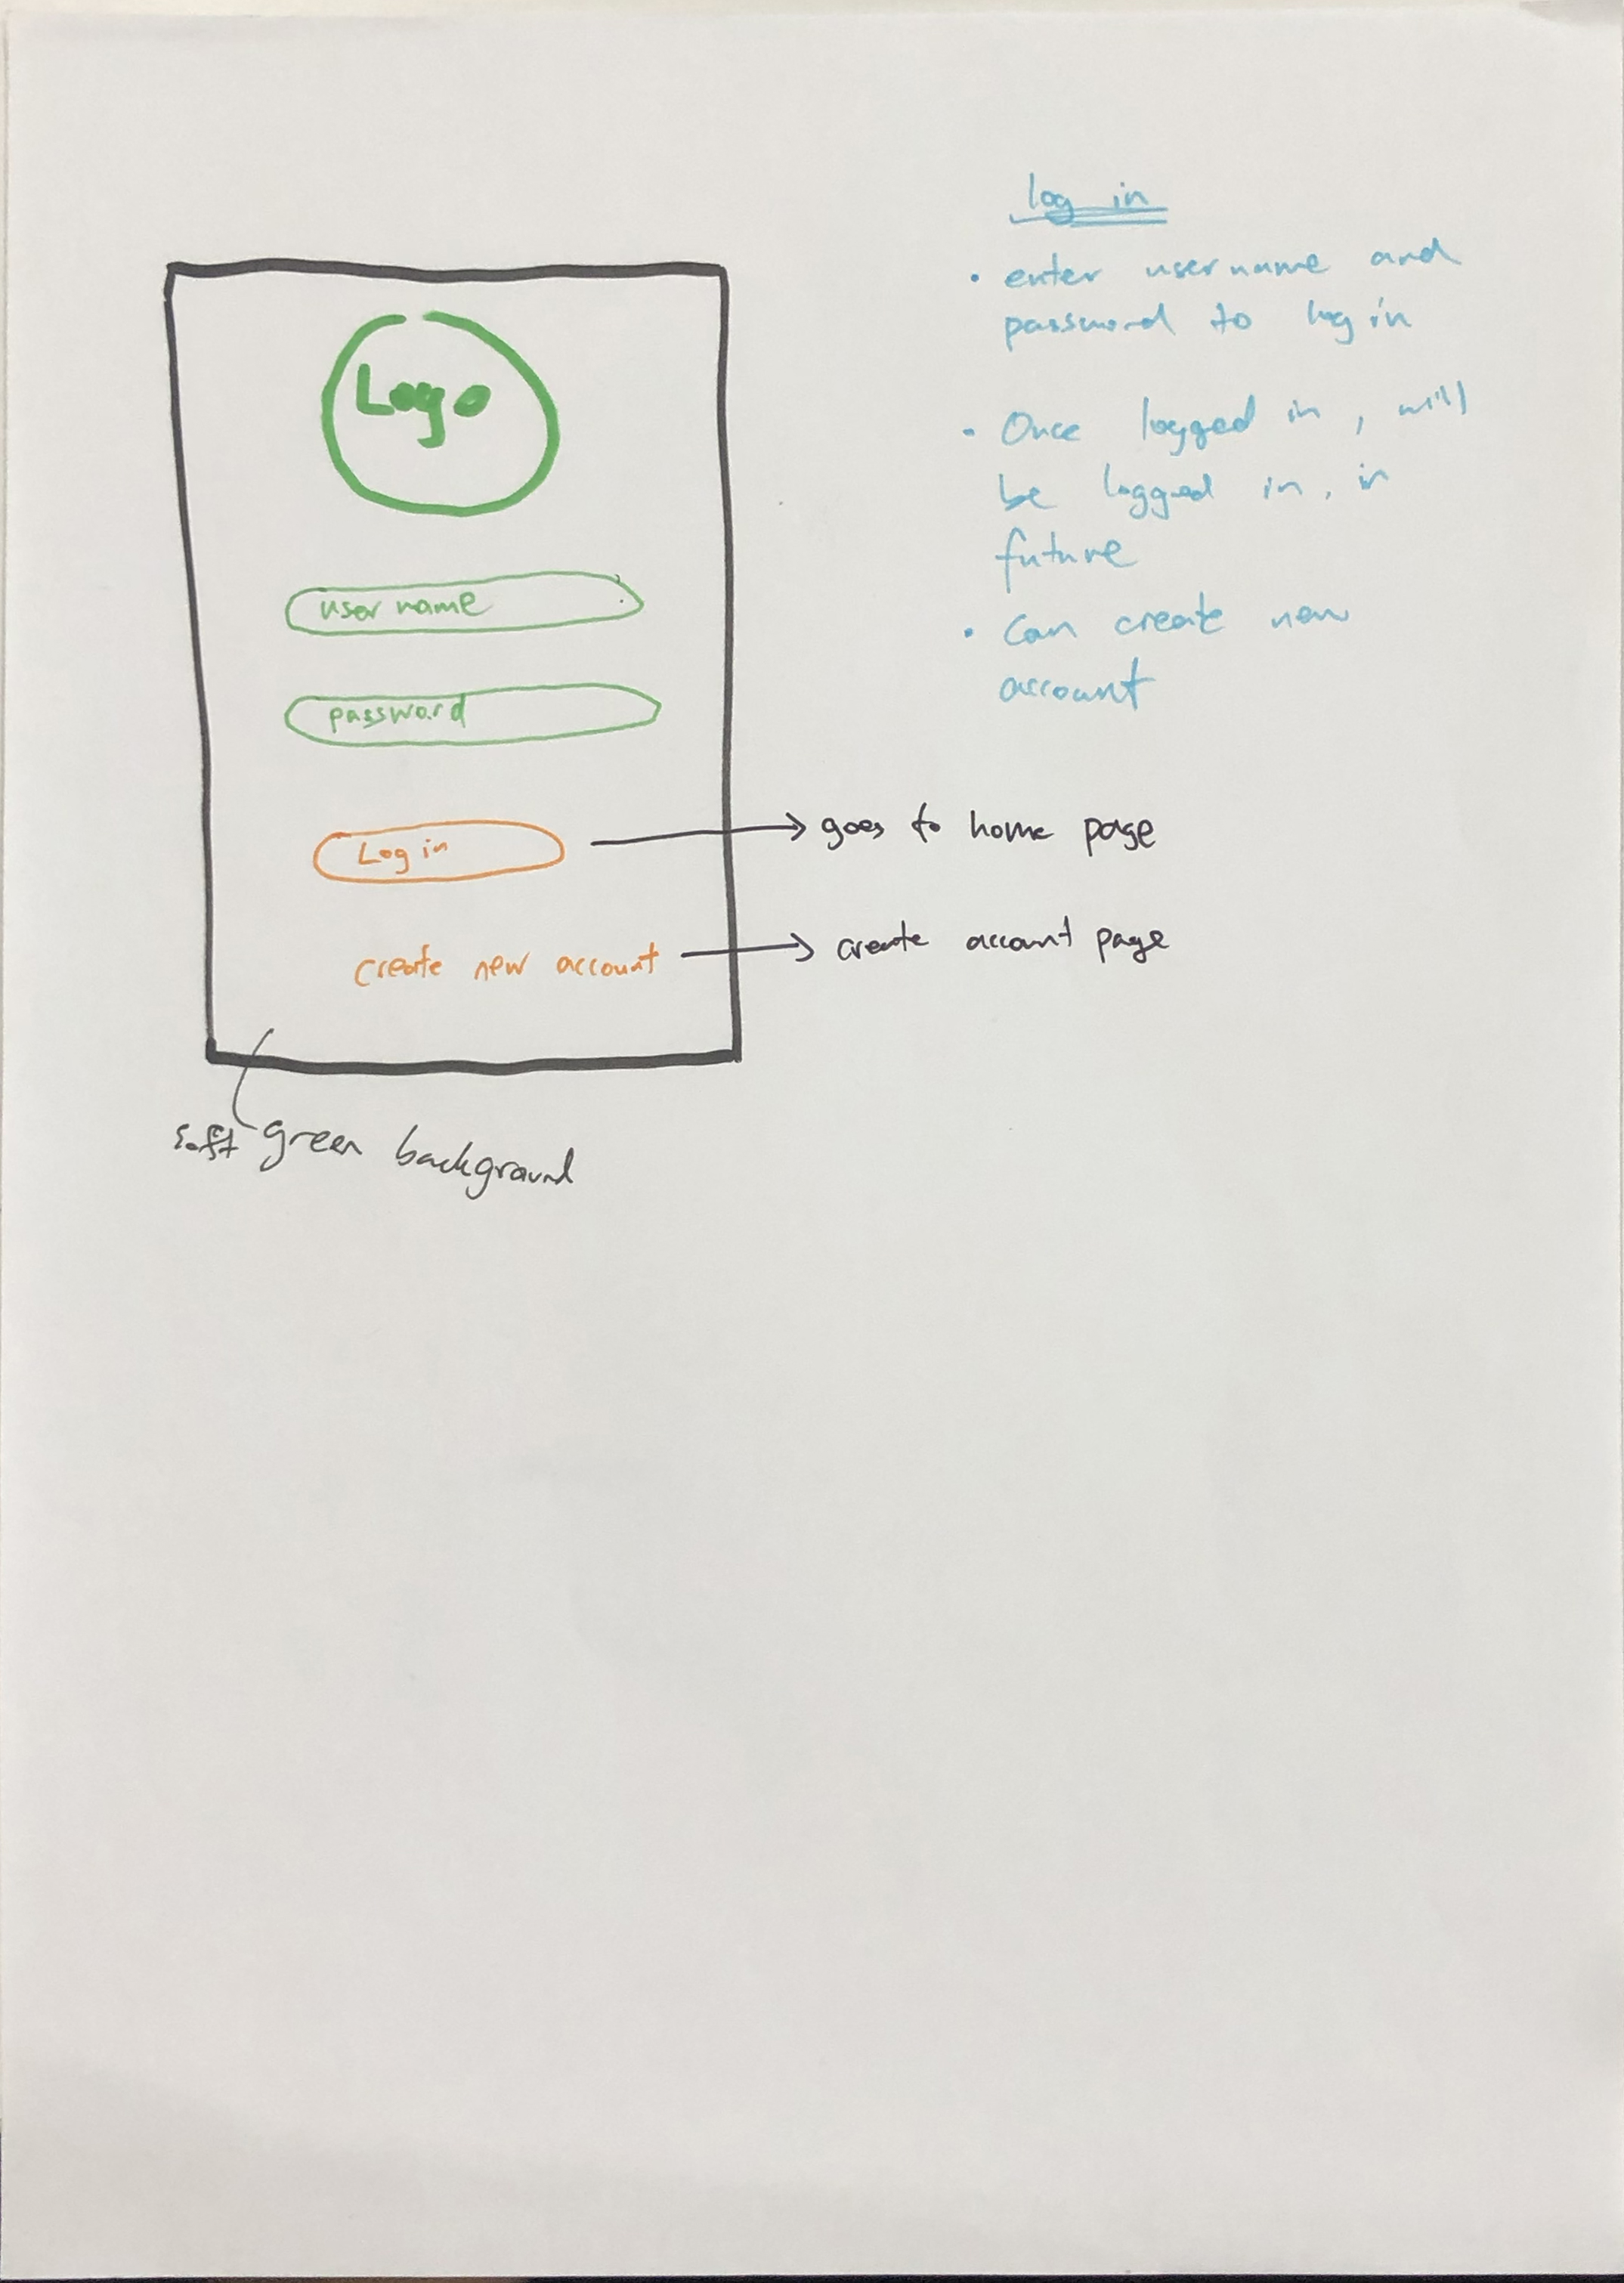 Logo
user name
password
Log in
create new account
soft green background
goes to home page
create account page
log in
• enter username and
password to log in
• Once logged in, will
be logged in, in
future
• Can create new
account